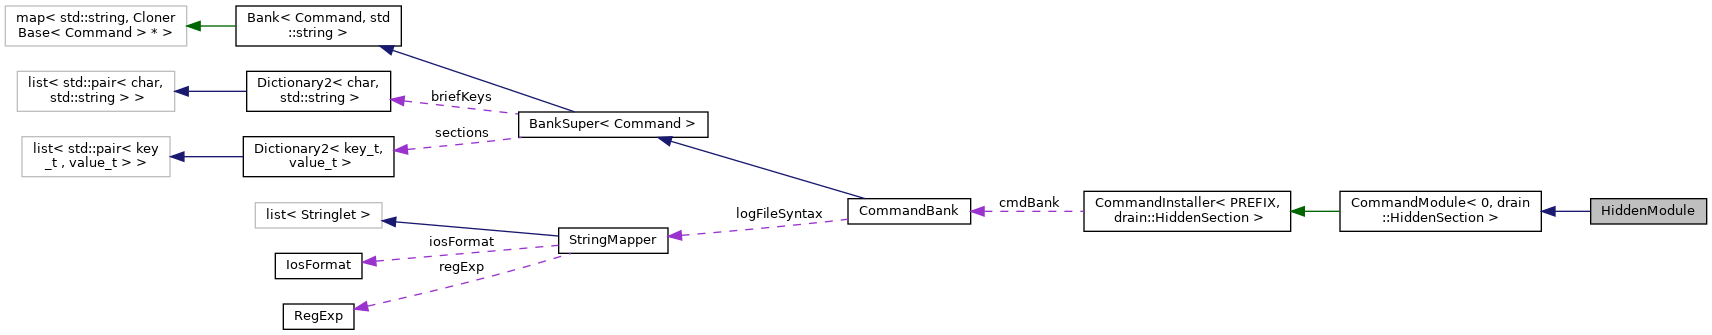 map< std::string, Cloner
Base< Command > * >
Bank< Command, std
::string >
list< std::pair< char,
std::string > >
Dictionary2< char,
std::string >
briefKeys
BankSuper< Command >
sections
list< std::pair< key
_t , value_t > >
Dictionary2< key_t,
value_t >
list< Stringlet >
logFileSyntax
CommandBank
cmdBank
CommandInstaller< PREFIX,
drain::HiddenSection >
CommandModule< 0, drain
::HiddenSection >
HiddenModule
StringMapper
iosFormat
IosFormat
regExp
RegExp